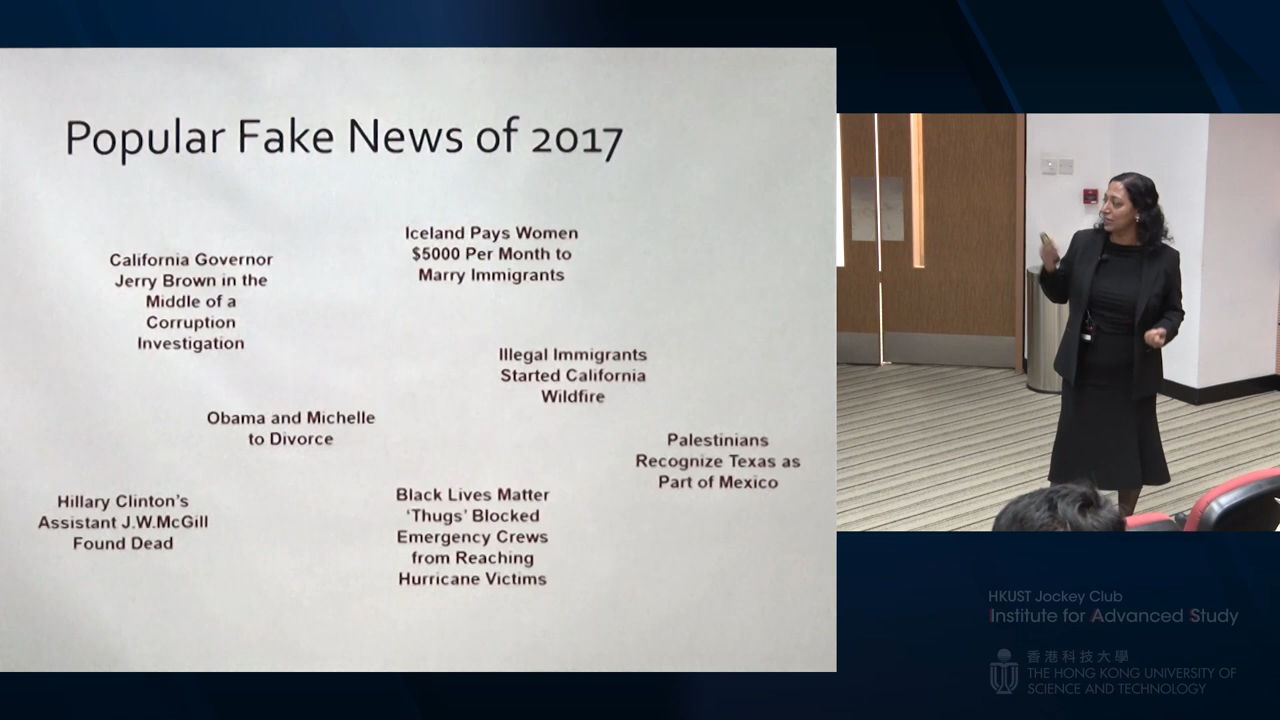 Popular Fake News of 2017
Iceland Pays Women
$5000 Per Month to
Marry Immigrants
California Governor
Jerry Brown in the
Middle of a
Corruption
Investigation
Illegal Immigrants
Started California
Wildfire
Obama and Michelle
to Divorce
Palestinians
Recognize Texas as
Part of Mexico
Hillary Clinton's
Assistant J.W.McGill
Found Dead
Black Lives Matter
‘Thugs’ Blocked
Emergency Crews
from Reaching
Hurricane Victims
HKUST Jockey Club
Institute for Advanced Study
香港科技大學
THE HONG KONG UNIVERSITY OF
SCIENCE AND TECHNOLOGY